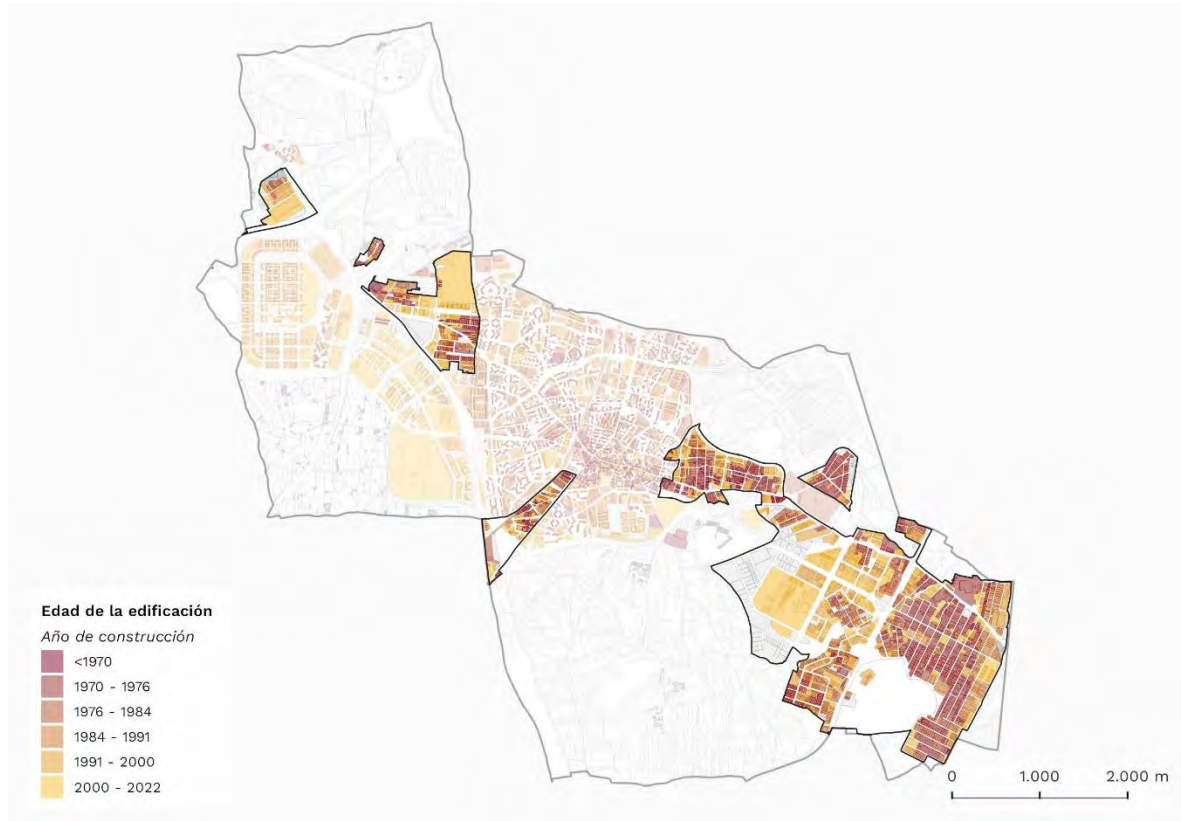 Edad de la edificación
Año de construcción
<1970
1970 - 1976
1976 - 1984
1984 - 1991
1991 - 2000
2000 - 2022
0 1.000 2.000 m